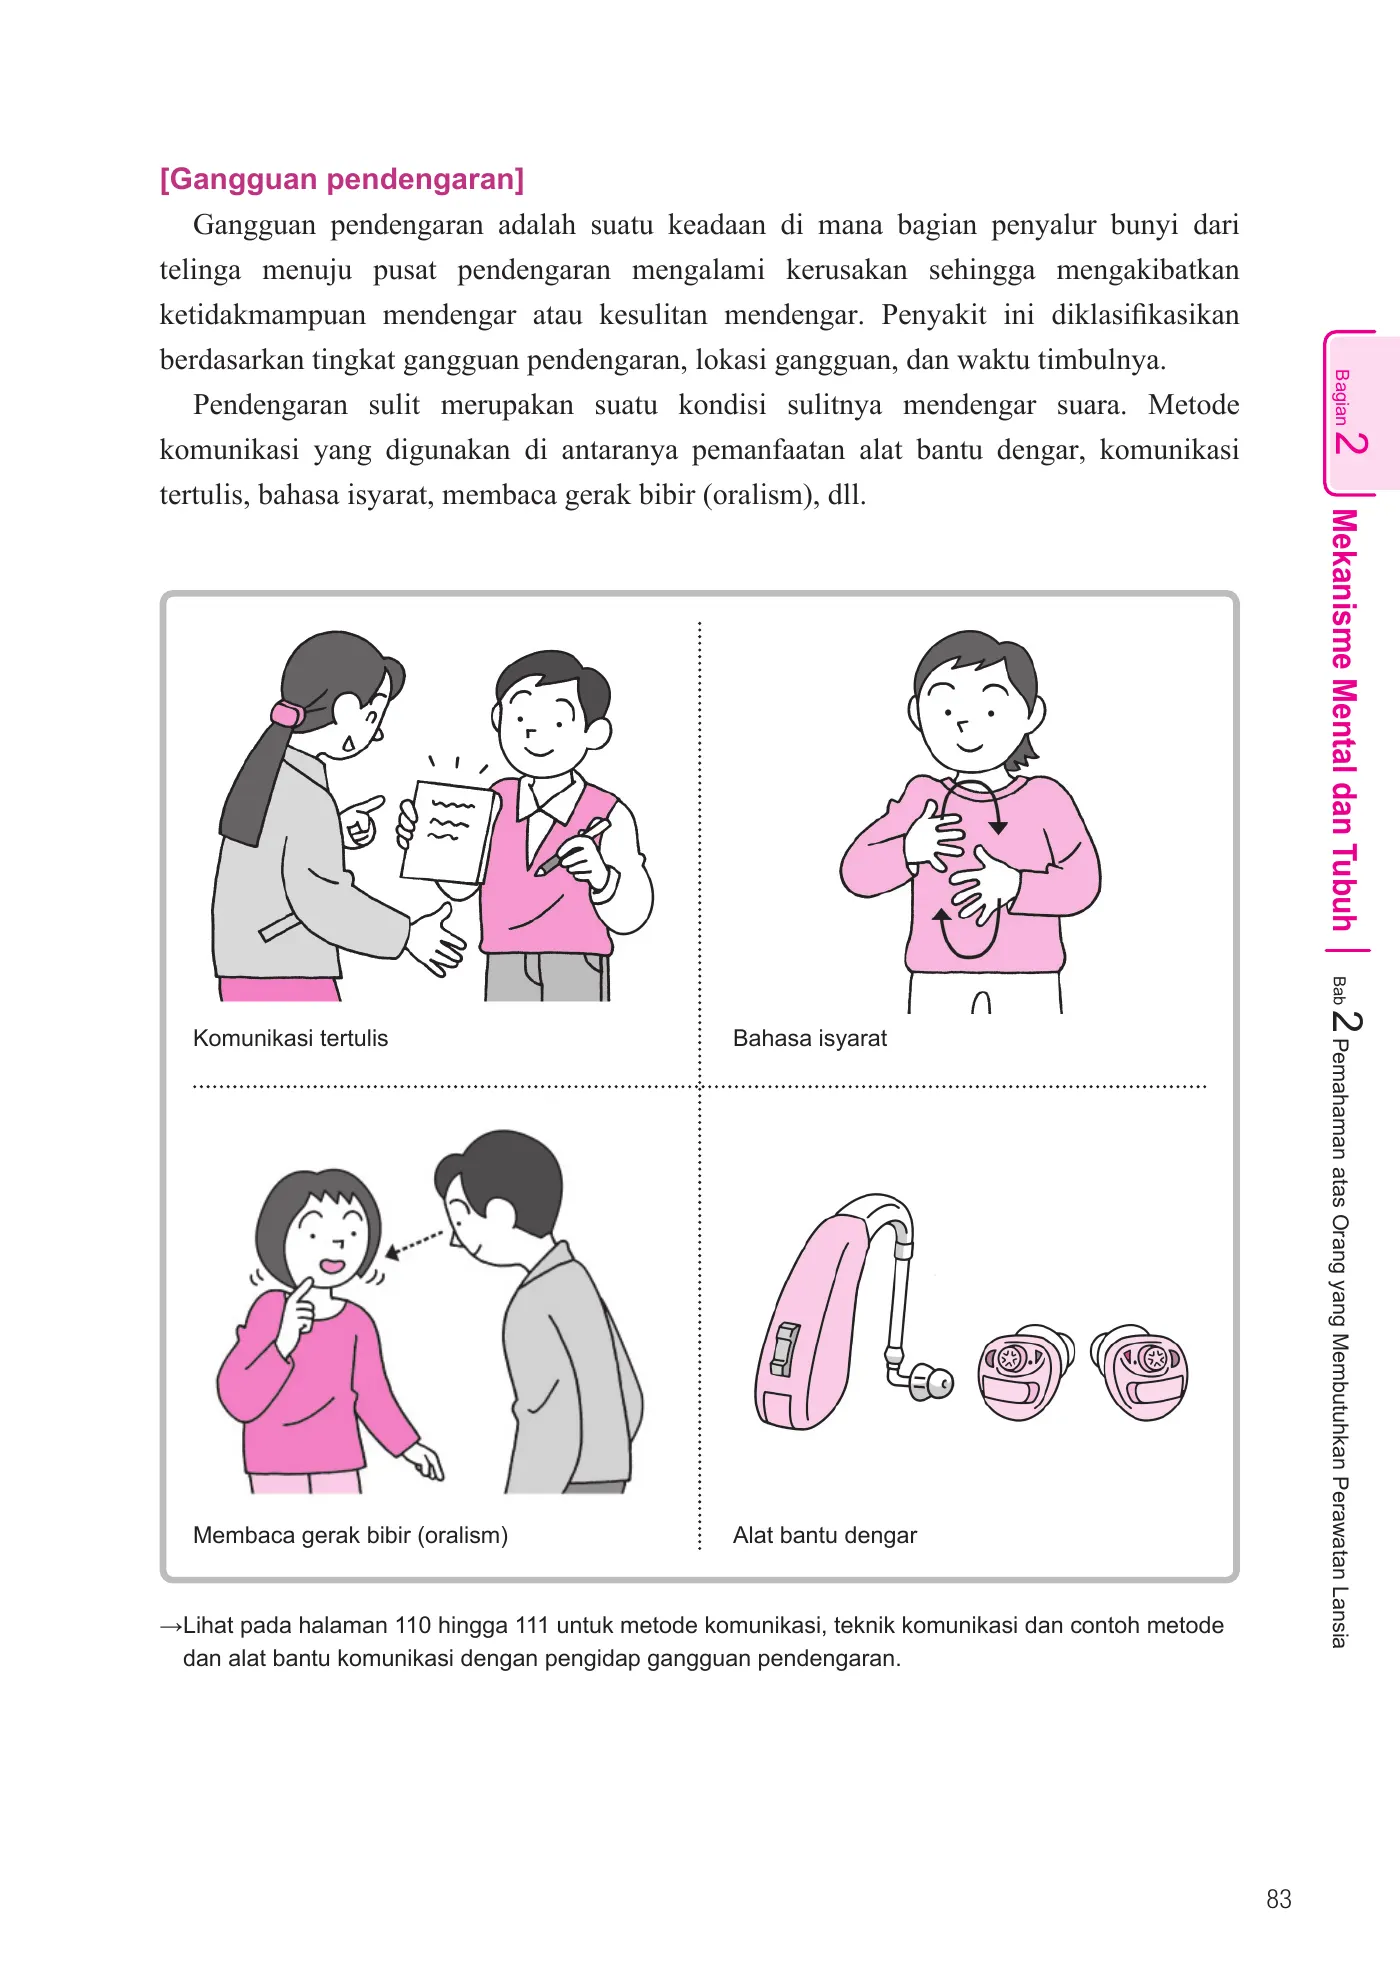 [Gangguan pendengaran]
Gangguan pendengaran adalah suatu keadaan di mana bagian penyalur bunyi dari
telinga menuju pusat pendengaran mengalami kerusakan sehingga mengakibatkan
ketidakmampuan mendengar atau kesulitan mendengar. Penyakit ini diklasifikasikan
berdasarkan tingkat gangguan pendengaran, lokasi gangguan, dan waktu timbulnya.
Pendengaran sulit merupakan suatu kondisi sulitnya mendengar suara. Metode
komunikasi yang digunakan di antaranya pemanfaatan alat bantu dengar, komunikasi
tertulis, bahasa isyarat, membaca gerak bibir (oralism), dll.
Komunikasi tertulis
Bahasa isyarat
Membaca gerak bibir (oralism)
Alat bantu dengar
→Lihat pada halaman 110 hingga 111 untuk metode komunikasi, teknik komunikasi dan contoh metode
dan alat bantu komunikasi dengan pengidap gangguan pendengaran.
Bagian 2
Mekanisme Mental dan Tubuh
Bab 2 Pemahaman atas Orang yang Membutuhkan Perawatan Lansia
83